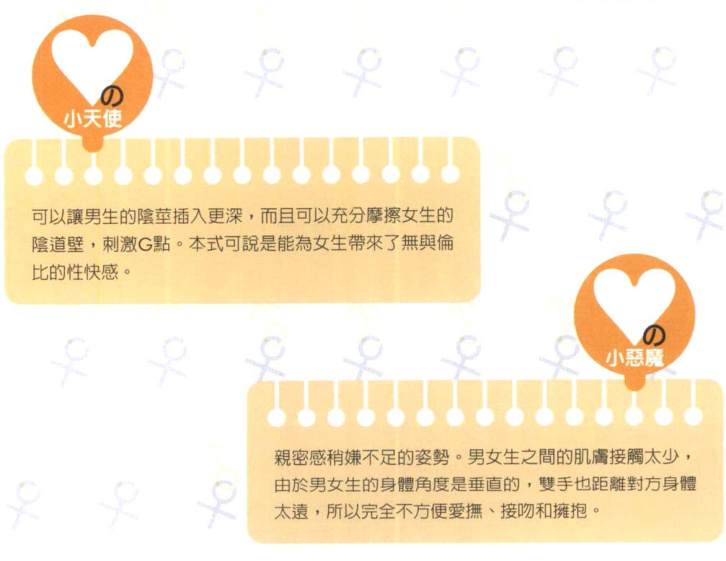 の
小天使
可以讓男生的陰莖插入更深，而且可以充分摩擦女生的
陰道壁，刺激G點。本式可說是能為女生帶來了無與倫
比的性快感。
の
小惡魔
親密感稍嫌不足的姿勢。男女生之間的肌膚接觸太少，
由於男女生的身體角度是垂直的，雙手也距離對方身體
太遠，所以完全不方便愛撫、接吻和擁抱。